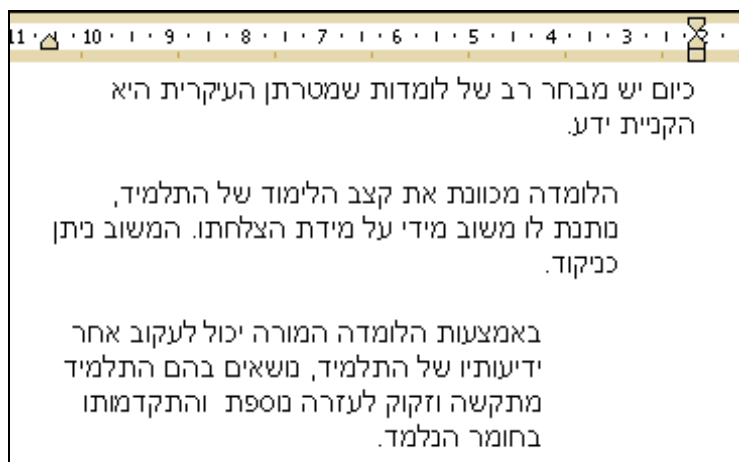 11 10 9 8 7 6 5 4 3 2
כיום יש מבחר רב של לומדות שמטרתן העיקרית היא
הקניית ידע.
הלומדה מכוונת את קצב הלימוד של התלמיד,
נותנת לו משוב מידי על מידת הצלחתו. המשוב ניתן
כניקוד.
באמצעות הלומדה המורה יכול לעקוב אחר
ידיעותיו של התלמיד, נושאים בהם התלמיד
מתקשה וזקוק לעזרה נוספת והתקדמותו
בחומר הנלמד.